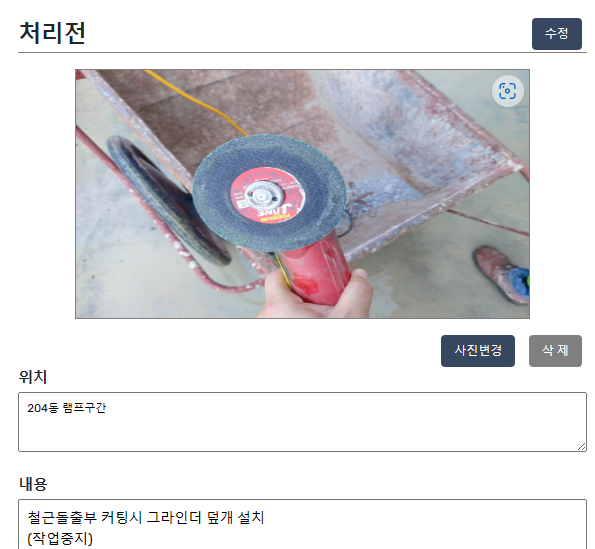 처리전
수정
사진변경
삭 제
위치
204동 램프구간
내용
철근돌출부 커팅시 그라인더 덮개 설치
(작업중지)